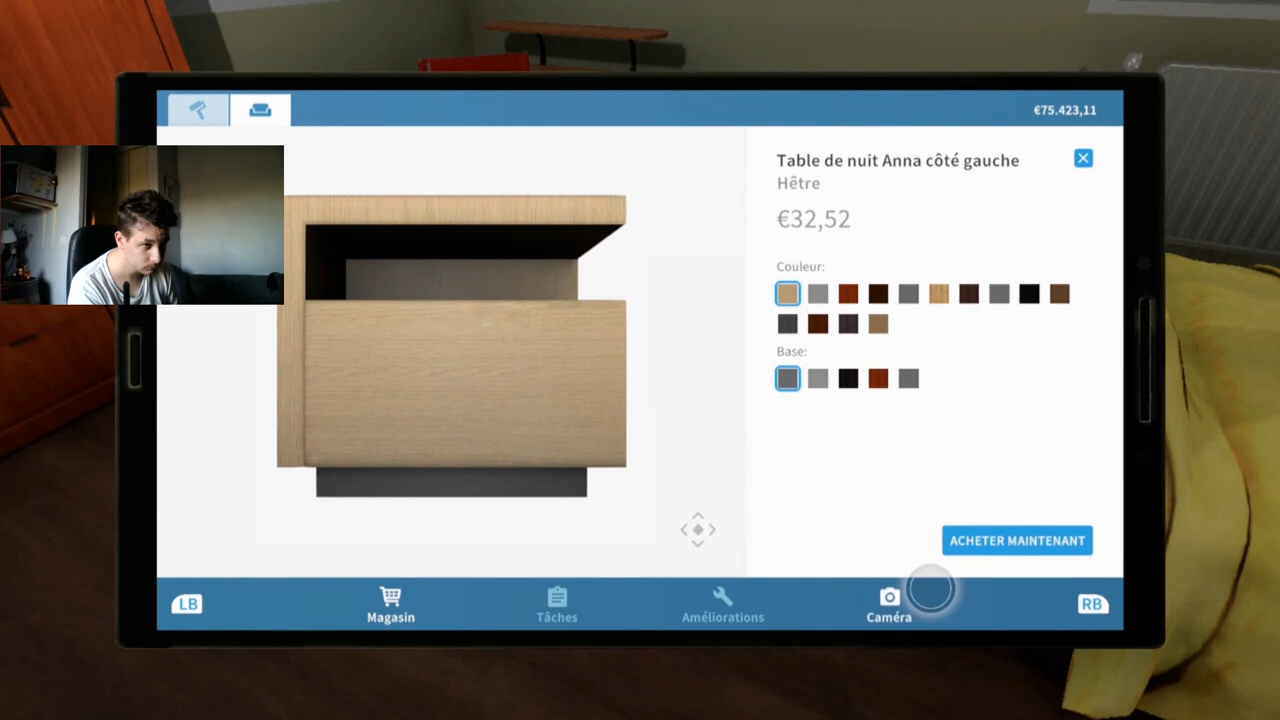 €75.423,11
Table de nuit Anna côté gauche
Hêtre
€32,52
Couleur:
Base:
ACHETER MAINTENANT
LB
Magasin
Tâches
Améliorations
Caméra
RB